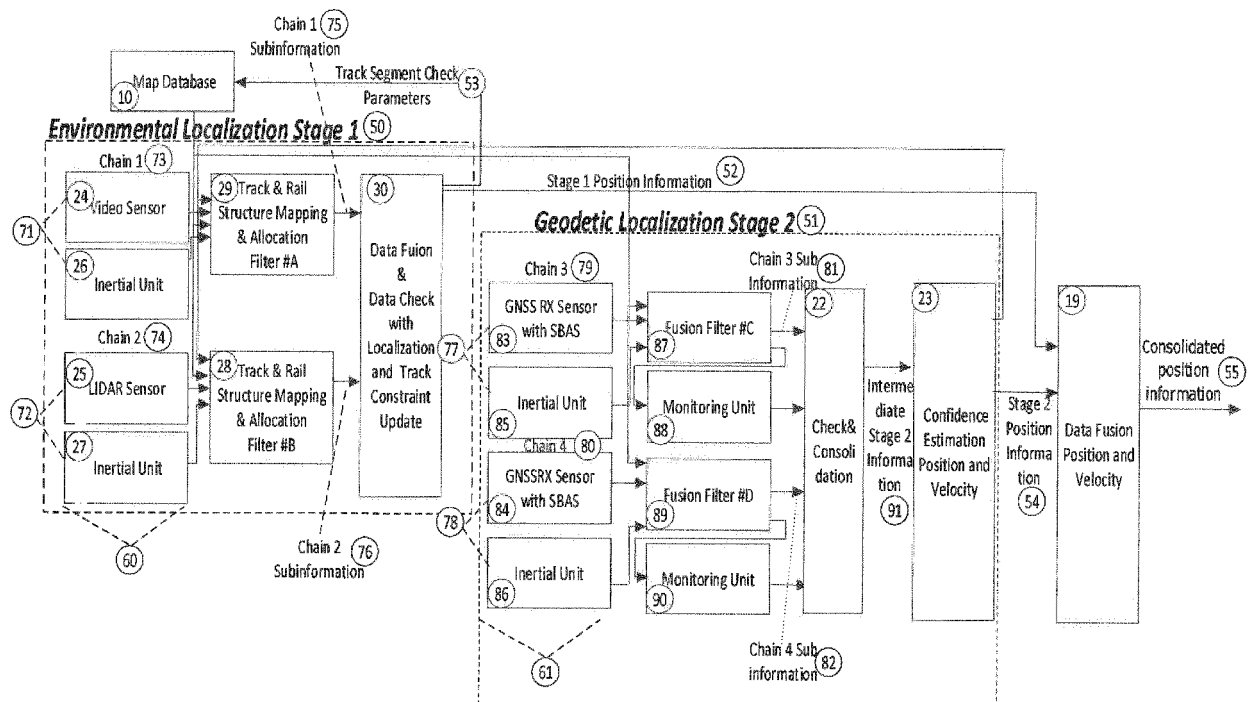 Chain 1 75
Subinformation
Map Database
10
Track Segment Check
Parameters
53
Environmental Localization Stage 1 50
Chain 1 73
24
Video Sensor
71
26
Inertial Unit
Chain 2 74
25
LIDAR Sensor
72
27
Inertial Unit
60
29 Track & Rail
Structure Mapping
& Allocation
Filter #A
28 Track & Rail
Structure Mapping
& Allocation
Filter #B
30
Data Fuion
&
Data Check
with
Localization
and Track
Constraint
Update
Chain 2 76
Subinformation
Stage 1 Position Information 52
Geodetic Localization Stage 2 51
Chain 3 79
GNSS RX Sensor
with SBAS
83
77
Inertial Unit
85
Chain 4 80
GNSSRX Sensor
with SBAS
84
78
Inertial Unit
86
61
Fusion Filter #C
87
Monitoring Unit
88
Fusion Filter #D
89
Monitoring Unit
90
Chain 3 Sub
Information
81
22
Check&
Consoli
dation
Chain 4 Sub
information
82
Interme
diate
Stage 2
Informa
tion
91
23
Confidence
Estimation
Position and
Velocity
Stage 2
Position
Informa
tion
54
19
Data Fusion
Position and
Velocity
Consolidated
position
information
55